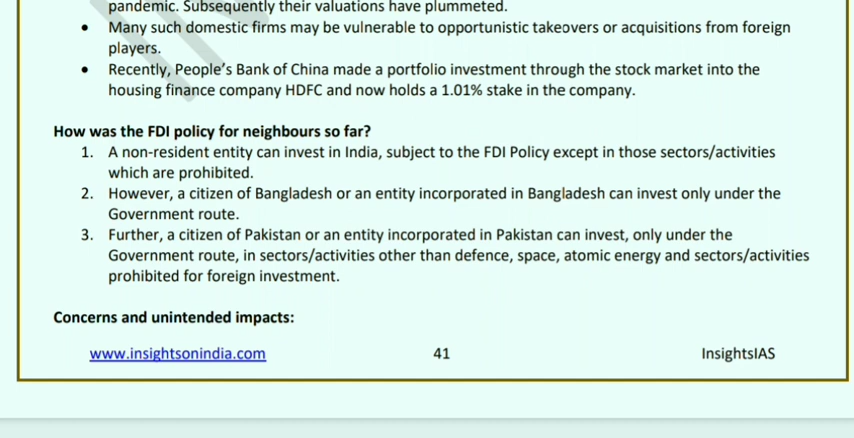 pandemic. Subsequently their valuations have plummeted.
• Many such domestic firms may be vulnerable to opportunistic takeovers or acquisitions from foreign
players.
• Recently, People's Bank of China made a portfolio investment through the stock market into the
housing finance company HDFC and now holds a 1.01% stake in the company.
How was the FDI policy for neighbours so far?
1. A non-resident entity can invest in India, subject to the FDI Policy except in those sectors/activities
which are prohibited.
2. However, a citizen of Bangladesh or an entity incorporated in Bangladesh can invest only under the
Government route.
3. Further, a citizen of Pakistan or an entity incorporated in Pakistan can invest, only under the
Government route, in sectors/activities other than defence, space, atomic energy and sectors/activities
prohibited for foreign investment.
Concerns and unintended impacts:
www.insightsonindia.com 41 InsightsIAS